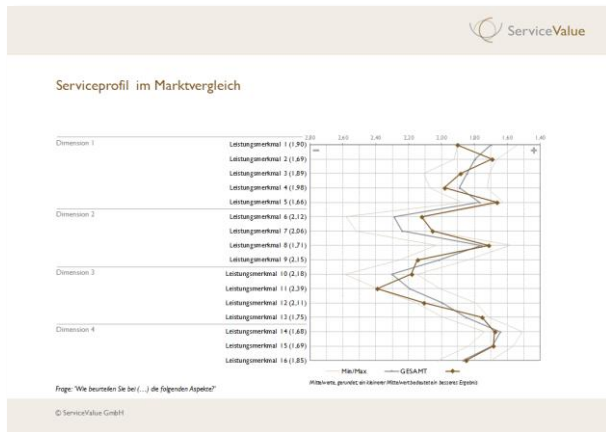 ServiceValue
Serviceprofil im Marktvergleich
2,80 2,60 2,40 2,20 2,00 1,80 1,60 1,40
Dimension 1
Leistungsmerkmal 1 (1,90)
Leistungsmerkmal 2 (1,69)
Leistungsmerkmal 3 (1,89)
Leistungsmerkmal 4 (1,98)
Leistungsmerkmal 5 (1,66)
Dimension 2
Leistungsmerkmal 6 (2,12)
Leistungsmerkmal 7 (2,06)
Leistungsmerkmal 8 (1,71)
Leistungsmerkmal 9 (2,15)
Dimension 3
Leistungsmerkmal 10 (2,18)
Leistungsmerkmal 11 (2,39)
Leistungsmerkmal 12 (2,11)
Leistungsmerkmal 13 (1,75)
Dimension 4
Leistungsmerkmal 14 (1,68)
Leistungsmerkmal 15 (1,69)
Leistungsmerkmal 16 (1,85)
Min/Max GESAMT
Mittelwerte, gerundet; ein kleinerer Mittelwert bedeutet ein besseres Ergebnis
Frage: "Wie beurteilen Sie bei (…) die folgenden Aspekte?"
© ServiceValue GmbH